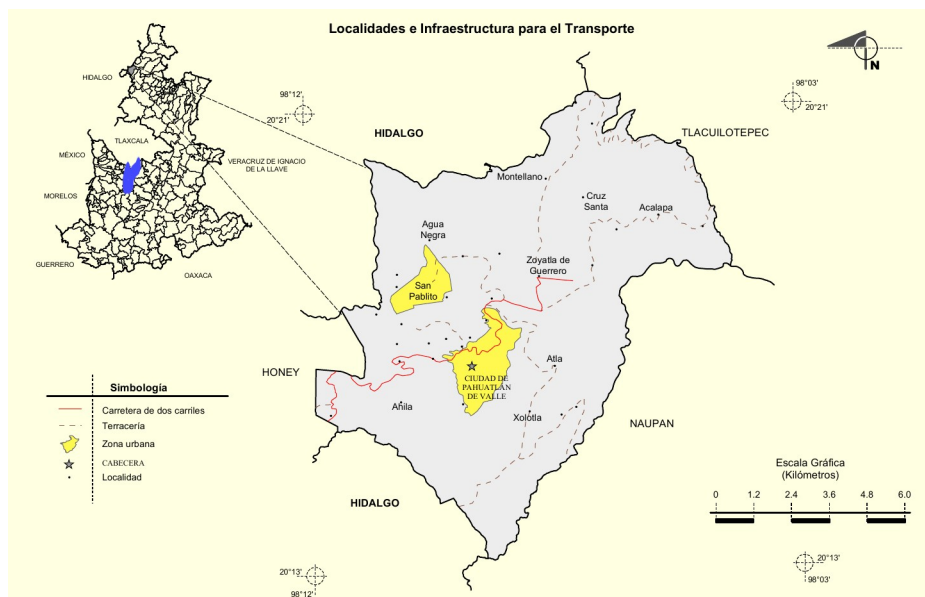 Localidades e Infraestructura para el Transporte
HIDALGO
TLAXCALA
MÉXICO
VERACRUZ DE IGNACIO
DE LA LLAVE
MORELOS
GUERRERO
OAXACA
98°12'
20°21'
98°03'
20°21'
N
HIDALGO
TLACUILOTEPEC
Montellano
Cruz
Santa
Acalapa
Agua
Negra
Zoyatla de
Guerrero
San
Pablito
HONEY
Atla
CIUDAD DE
PAHUATLÁN
DE VALLE
Ahila
Xolotla
NAUPAN
HIDALGO
Simbología
Carretera de dos carriles
Terracería
Zona urbana
CABECERA
Localidad
Escala Gráfica
(Kilómetros)
0 1.2 2.4 3.6 4.8 6.0
20°13'
98°12'
20°13'
98°03'